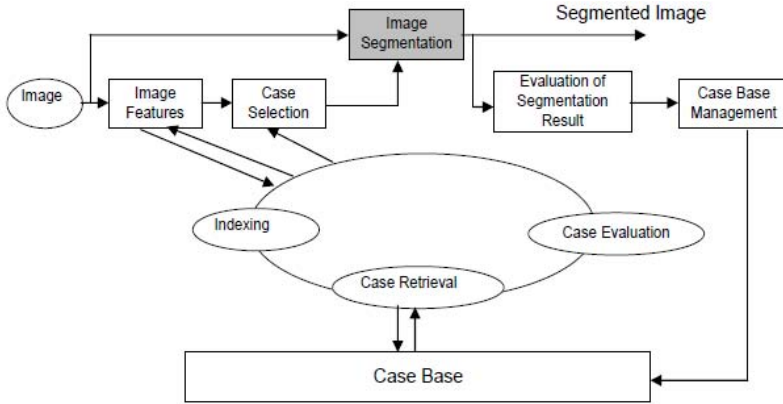 Segmented Image
Image
Segmentation
Image
Image
Features
Case
Selection
Evaluation of
Segmentation
Result
Case Base
Management
Indexing
Case Evaluation
Case Retrieval
Case Base